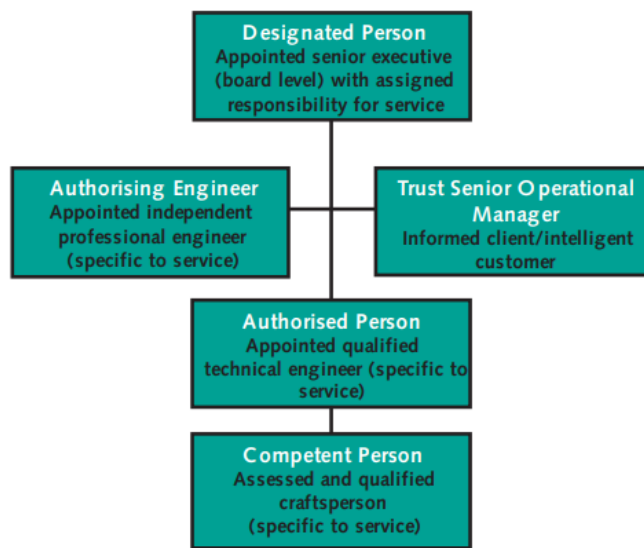 Designated Person
Appointed senior executive
(board level) with assigned
responsibility for service
Authorising Engineer
Appointed independent
professional engineer
(specific to service)
Trust Senior Operational
Manager
Informed client/intelligent
customer
Authorised Person
Appointed qualified
technical engineer (specific to
service)
Competent Person
Assessed and qualified
craftsperson
(specific to service)